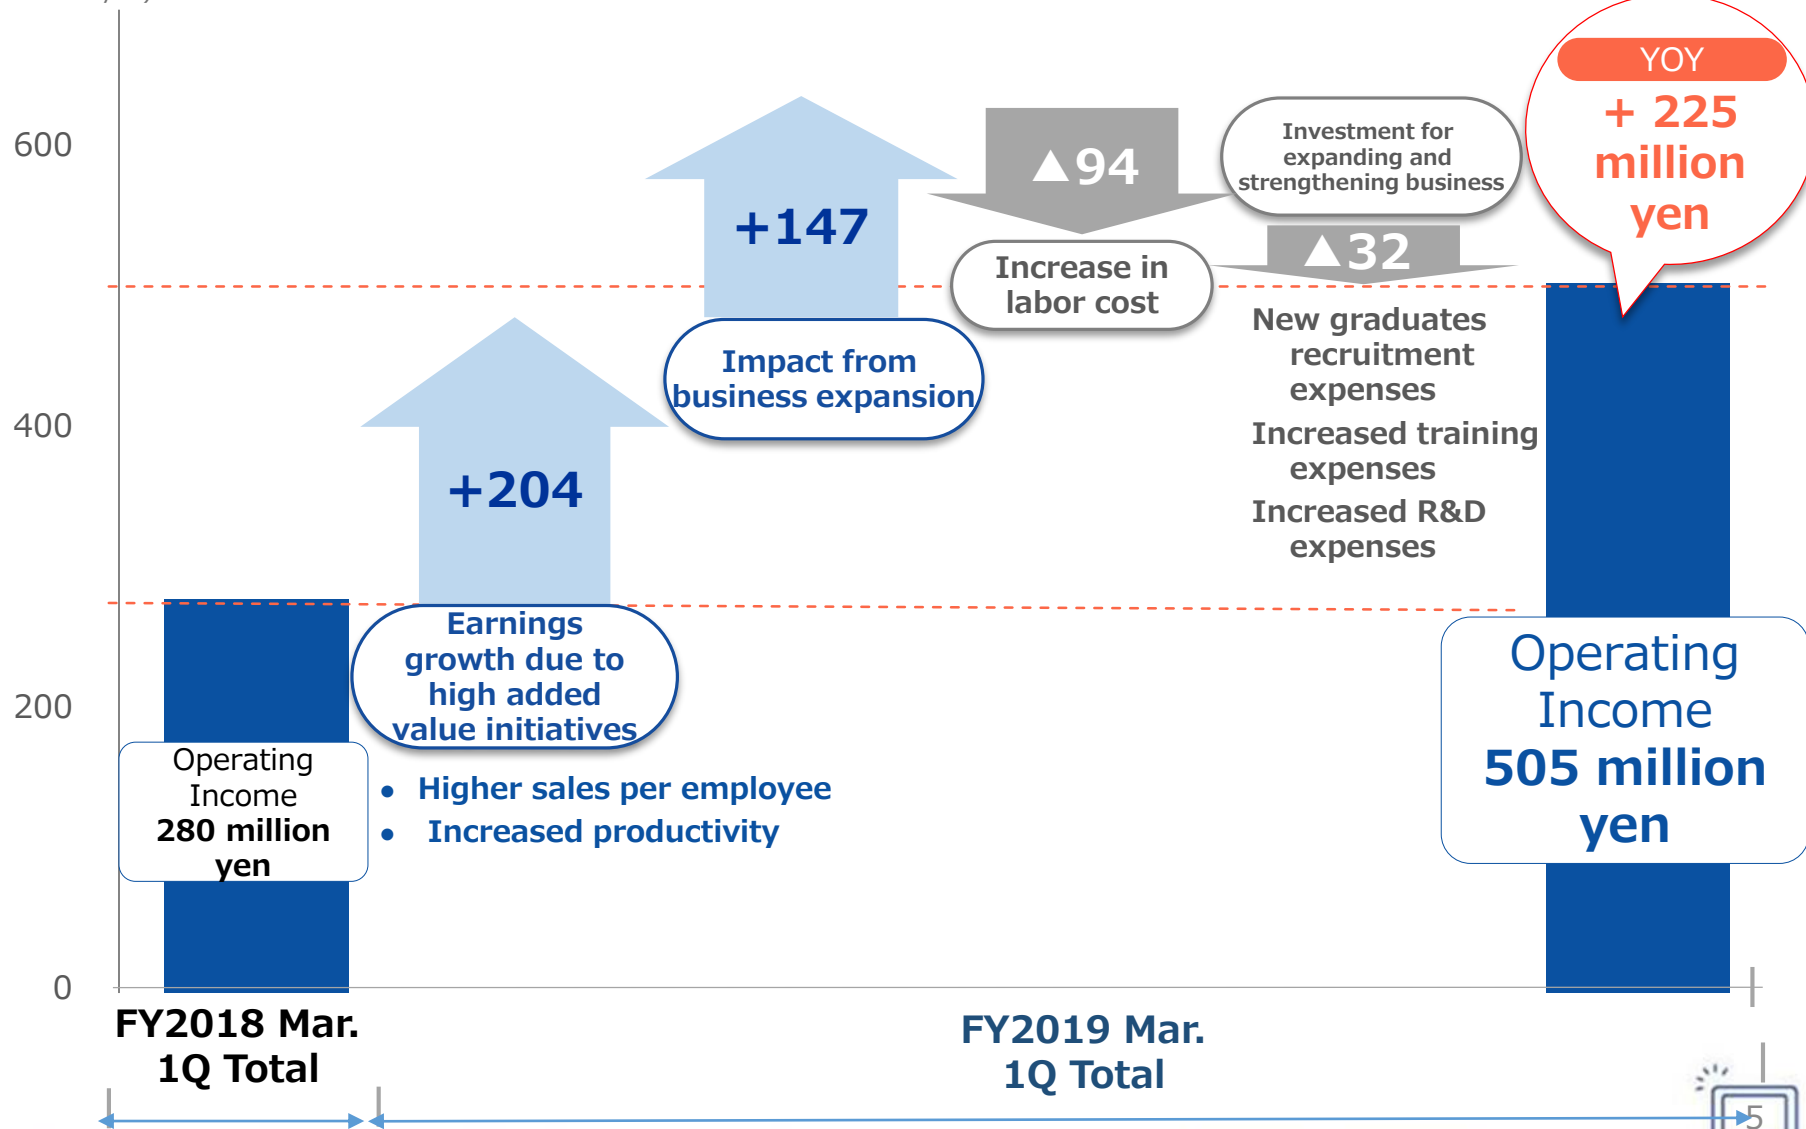 600
400
200
0
YOY
+ 225
million
yen
Investment for
expanding and
strengthening business
▲94
▲32
+147
Increase in
labor cost
Impact from
business expansion
New graduates
recruitment
expenses
Increased training
expenses
Increased R&D
expenses
+204
Earnings
growth due to
high added
value initiatives
● Higher sales per employee
● Increased productivity
Operating
Income
280 million
yen
Operating
Income
505 million
yen
FY2018 Mar.
1Q Total
FY2019 Mar.
1Q Total
5